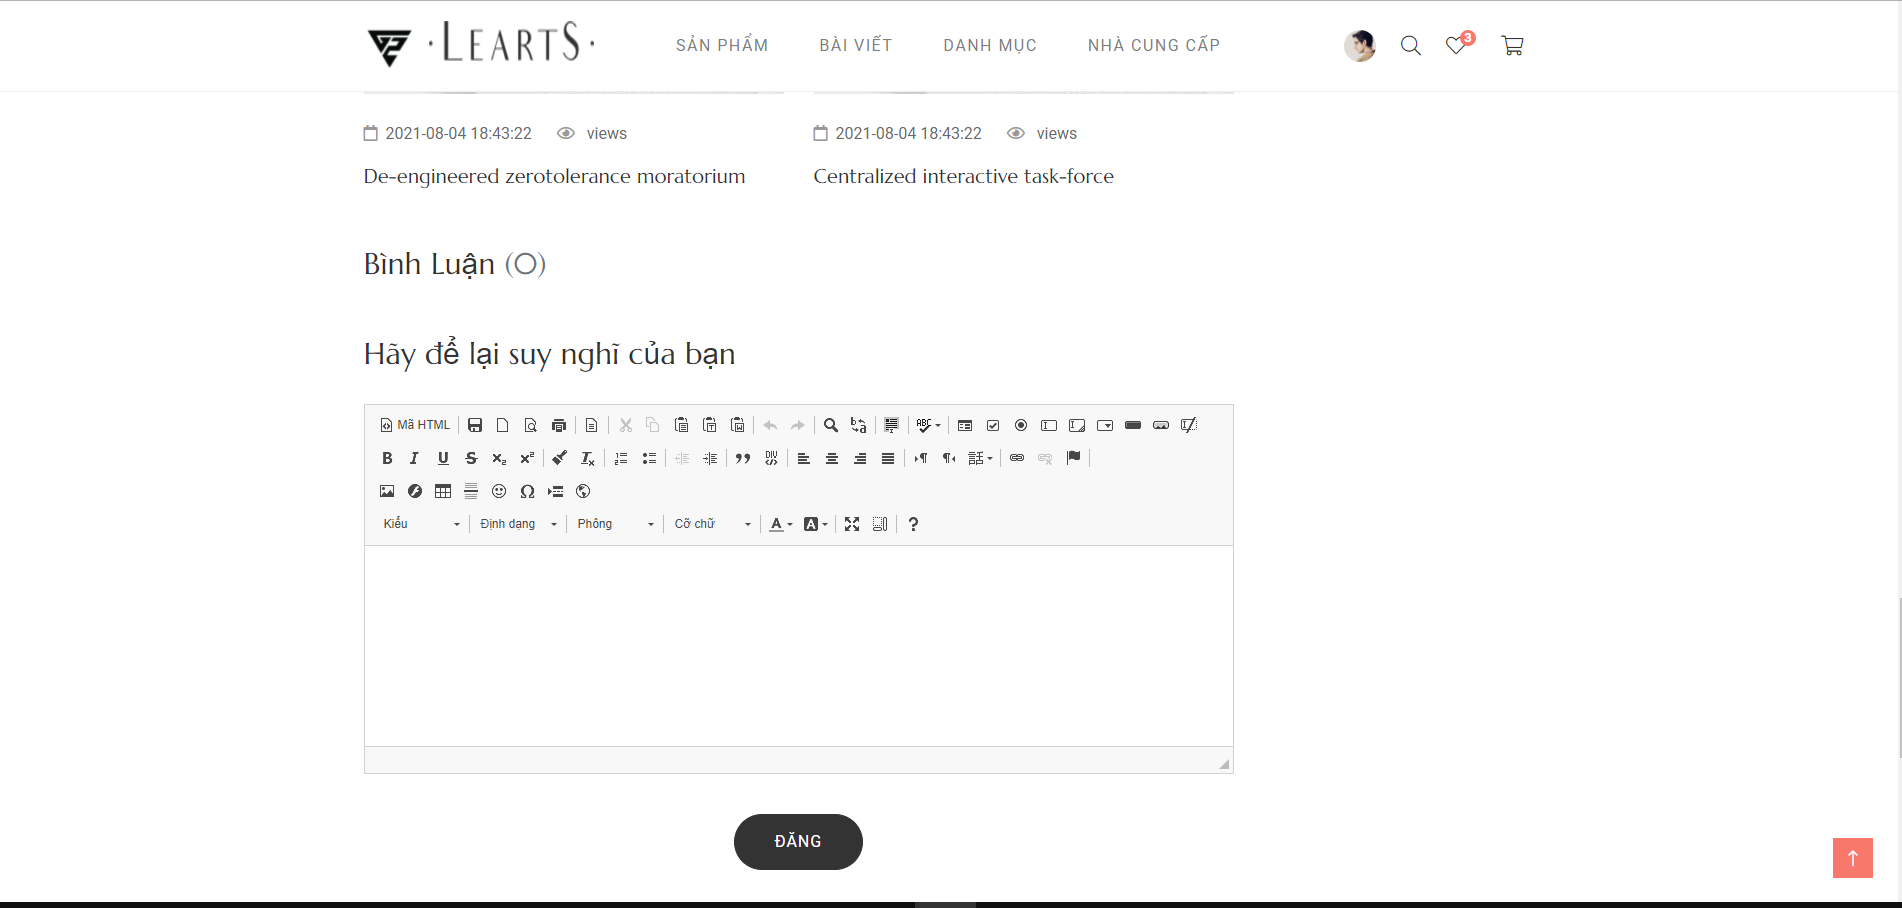 ·LEARTS·
SẢN PHẨM BÀI VIẾT DANH MỤC NHÀ CUNG CẤP
3
2021-08-04 18:43:22 views 2021-08-04 18:43:22 views
De-engineered zerotolerance moratorium Centralized interactive task-force
Bình Luận (0)
Hãy để lại suy nghĩ của bạn
Mã HTML
Kiểu Định dạng Phông Cỡ chữ
ĐĂNG